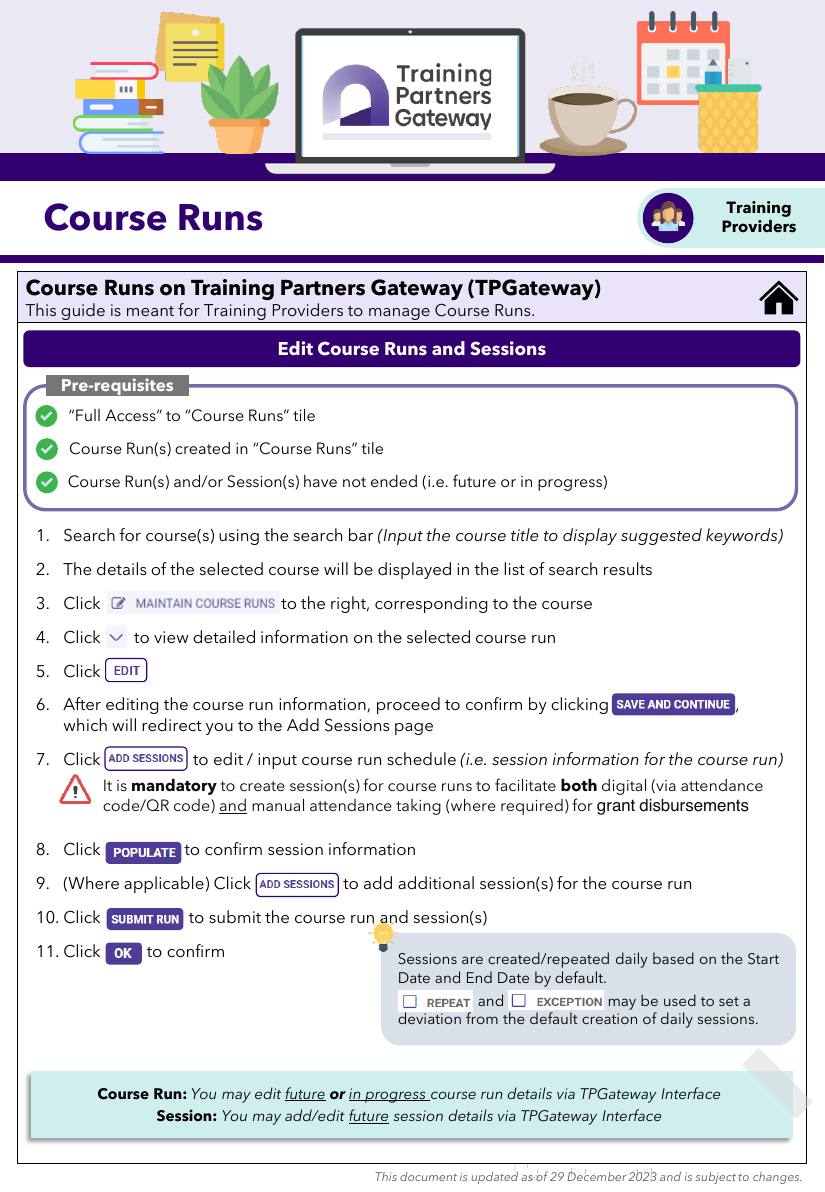 Training
Partners
Gateway
Course Runs
Training
Providers
Course Runs on Training Partners Gateway (TPGateway)
This guide is meant for Training Providers to manage Course Runs.
Edit Course Runs and Sessions
Pre-requisites
“Full Access” to “Course Runs” tile
Course Run(s) created in “Course Runs” tile
Course Run(s) and/or Session(s) have not ended (i.e. future or in progress)
1. Search for course(s) using the search bar (Input the course title to display suggested keywords)
2. The details of the selected course will be displayed in the list of search results
3. Click MAINTAIN COURSE RUNS to the right, corresponding to the course
4. Click to view detailed information on the selected course run
5. Click EDIT
6. After editing the course run information, proceed to confirm by clicking SAVE AND CONTINUE,
which will redirect you to the Add Sessions page
7. Click ADD SESSIONS to edit / input course run schedule (i.e. session information for the course run)
It is mandatory to create session(s) for course runs to facilitate both digital (via attendance
code/QR code) and manual attendance taking (where required) for grant disbursements
8. Click POPULATE to confirm session information
9. (Where applicable) Click ADD SESSIONS to add additional session(s) for the course run
10. Click SUBMIT RUN to submit the course run and session(s)
11. Click OK to confirm
Sessions are created/repeated daily based on the Start
Date and End Date by default.
REPEAT and EXCEPTION may be used to set a
deviation from the default creation of daily sessions.
Course Run: You may edit future or in progress course run details via TPGateway Interface
Session: You may add/edit future session details via TPGateway Interface
This document is updated as of 29 December 2023 and is subject to changes.